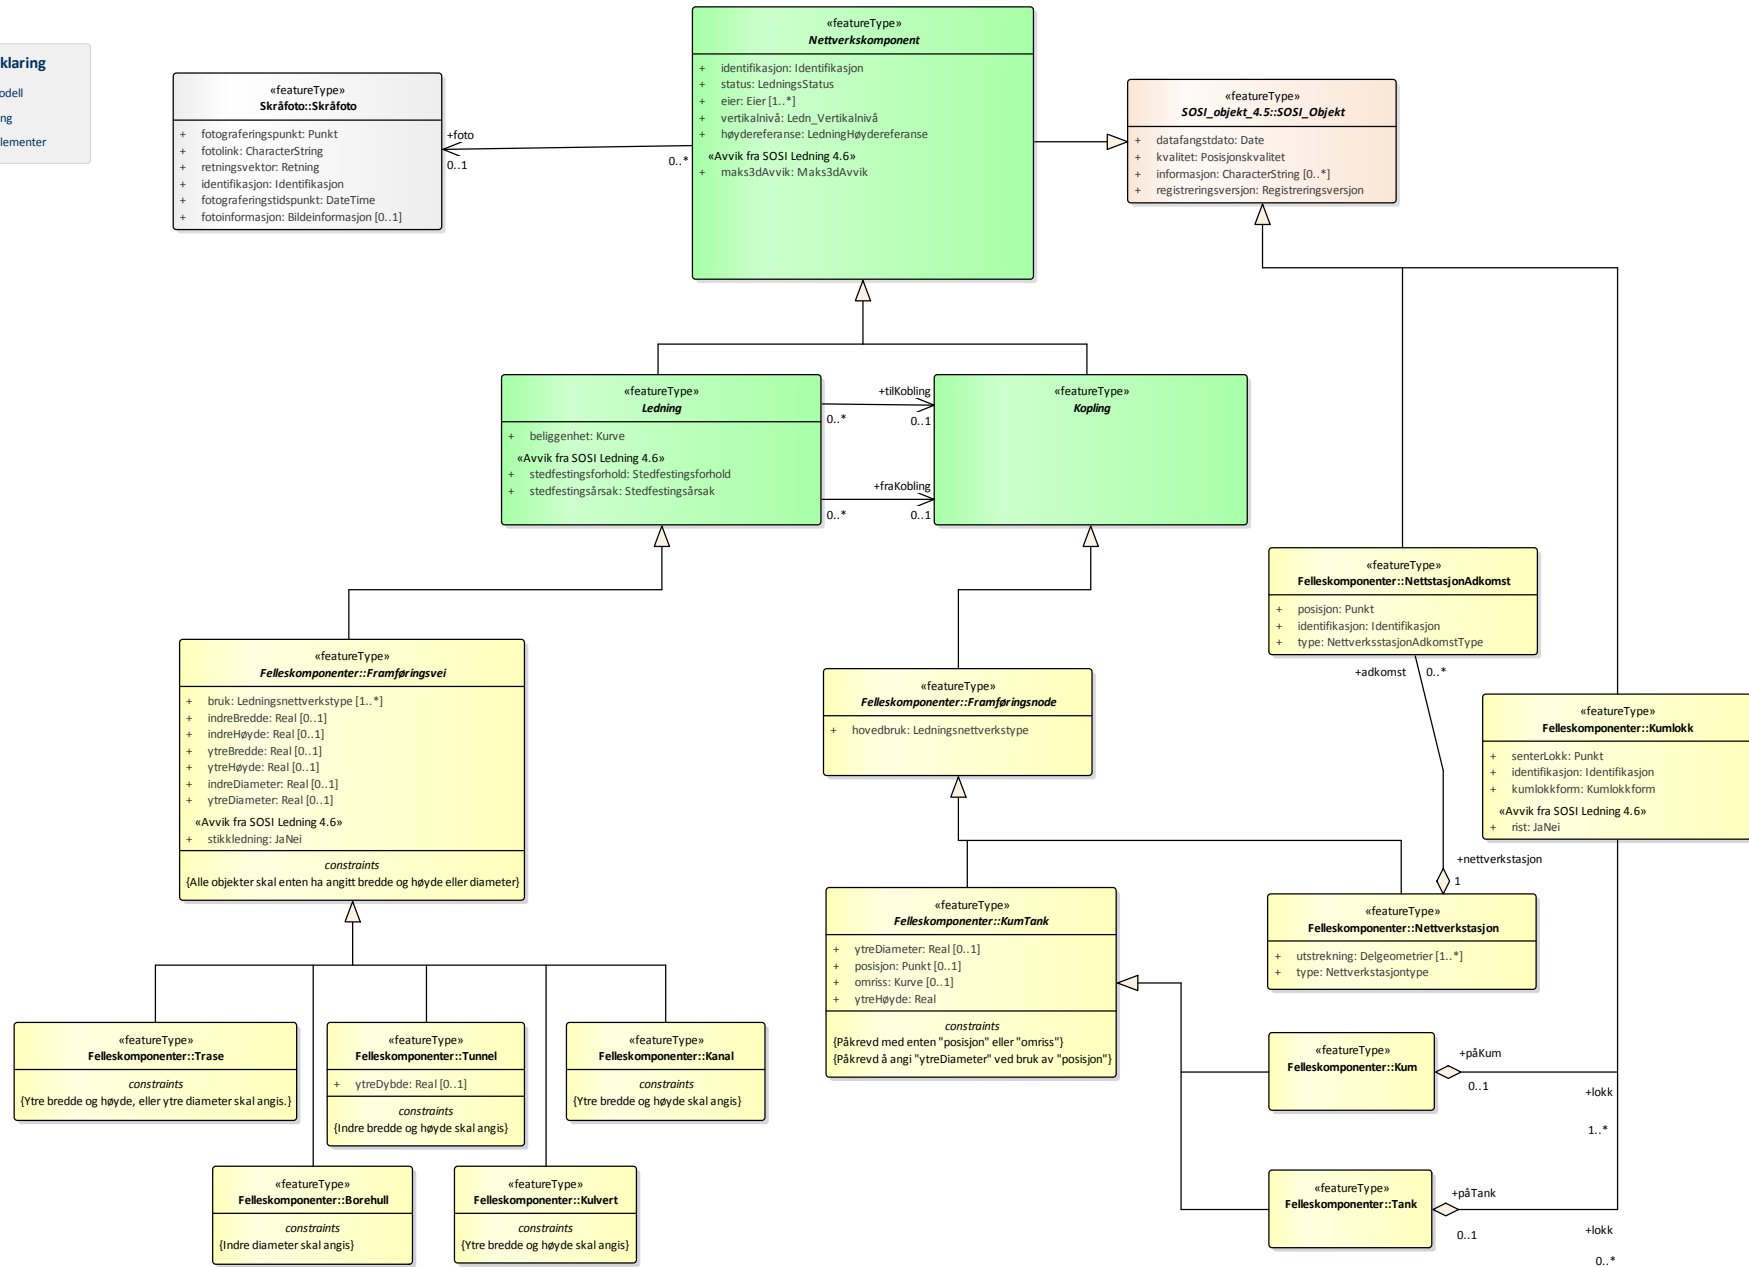 klaring
odell
ng
lementer
«featureType»
Skråfoto::Skråfoto
+ fotograferingspunkt: Punkt
+ fotolink: CharacterString
+ retningsvektor: Retning
+ identifikasjon: Identifikasjon
+ fotograferingstidspunkt: DateTime
+ fotoinformasjon: Bildeinformasjon [0..1]
+foto
0..1
0..*
«featureType»
Nettverkskomponent
+ identifikasjon: Identifikasjon
+ status: LedningsStatus
+ eier: Eier [1..*]
+ vertikalnivå: Ledn_Vertikalnivå
+ høydereferanse: LedningHøydereferanse
«Avvik fra SOSI Ledning 4.6»
+ maks3dAvvik: Maks3dAvvik
«featureType»
SOSI_objekt_4.5::SOSI_Objekt
+ datafangstdato: Date
+ kvalitet: Posisjonskvalitet
+ informasjon: CharacterString [0..*]
+ registreringsversjon: Registreringsversjon
«featureType»
Ledning
+ beliggenhet: Kurve
«Avvik fra SOSI Ledning 4.6»
+ stedfestingsforhold: Stedfestingsforhold
+ stedfestingsårsak: Stedfestingsårsak
+tilKobling
0..*
0..1
+fraKobling
0..*
0..1
«featureType»
Kopling
«featureType»
Felleskomponenter::NettstasjonAdkomst
+ posisjon: Punkt
+ identifikasjon: Identifikasjon
+ type: NettverksstasjonAdkomstType
+adkomst
0..*
«featureType»
Felleskomponenter::Framføringsvei
+ bruk: Ledningsnettverkstype [1..*]
+ indreBredde: Real [0..1]
+ indreHøyde: Real [0..1]
+ ytreBredde: Real [0..1]
+ ytreHøyde: Real [0..1]
+ indreDiameter: Real [0..1]
+ ytreDiameter: Real [0..1]
«Avvik fra SOSI Ledning 4.6»
+ stikkledning: JaNei
constraints
{Alle objekter skal enten ha angitt bredde og høyde eller diameter}
«featureType»
Felleskomponenter::Framføringsnode
+ hovedbruk: Ledningsnettverkstype
«featureType»
Felleskomponenter::Kumlokk
+ senterLokk: Punkt
+ identifikasjon: Identifikasjon
+ kumlokkform: Kumlokkform
«Avvik fra SOSI Ledning 4.6»
+ rist: JaNei
+nettverkstasjon
1
«featureType»
Felleskomponenter::KumTank
+ ytreDiameter: Real [0..1]
+ posisjon: Punkt [0..1]
+ omriss: Kurve [0..1]
+ ytreHøyde: Real
constraints
{Påkrevd med enten "posisjon" eller "omriss"}
{Påkrevd å angi "ytreDiameter" ved bruk av "posisjon"}
«featureType»
Felleskomponenter::Nettverkstasjon
+ utstrekning: Delgeometrier [1..*]
+ type: Nettverkstasjontype
«featureType»
Felleskomponenter::Trase
constraints
{Ytre bredde og høyde, eller ytre diameter skal angis.}
«featureType»
Felleskomponenter::Tunnel
+ ytreDybde: Real [0..1]
constraints
{Indre bredde og høyde skal angis}
«featureType»
Felleskomponenter::Kanal
constraints
{Ytre bredde og høyde skal angis}
«featureType»
Felleskomponenter::Kum
+påKum
0..1
+lokk
1..*
«featureType»
Felleskomponenter::Borehull
constraints
{Indre diameter skal angis}
«featureType»
Felleskomponenter::Kulvert
constraints
{Ytre bredde og høyde skal angis}
«featureType»
Felleskomponenter::Tank
+påTank
0..1
+lokk
0..*